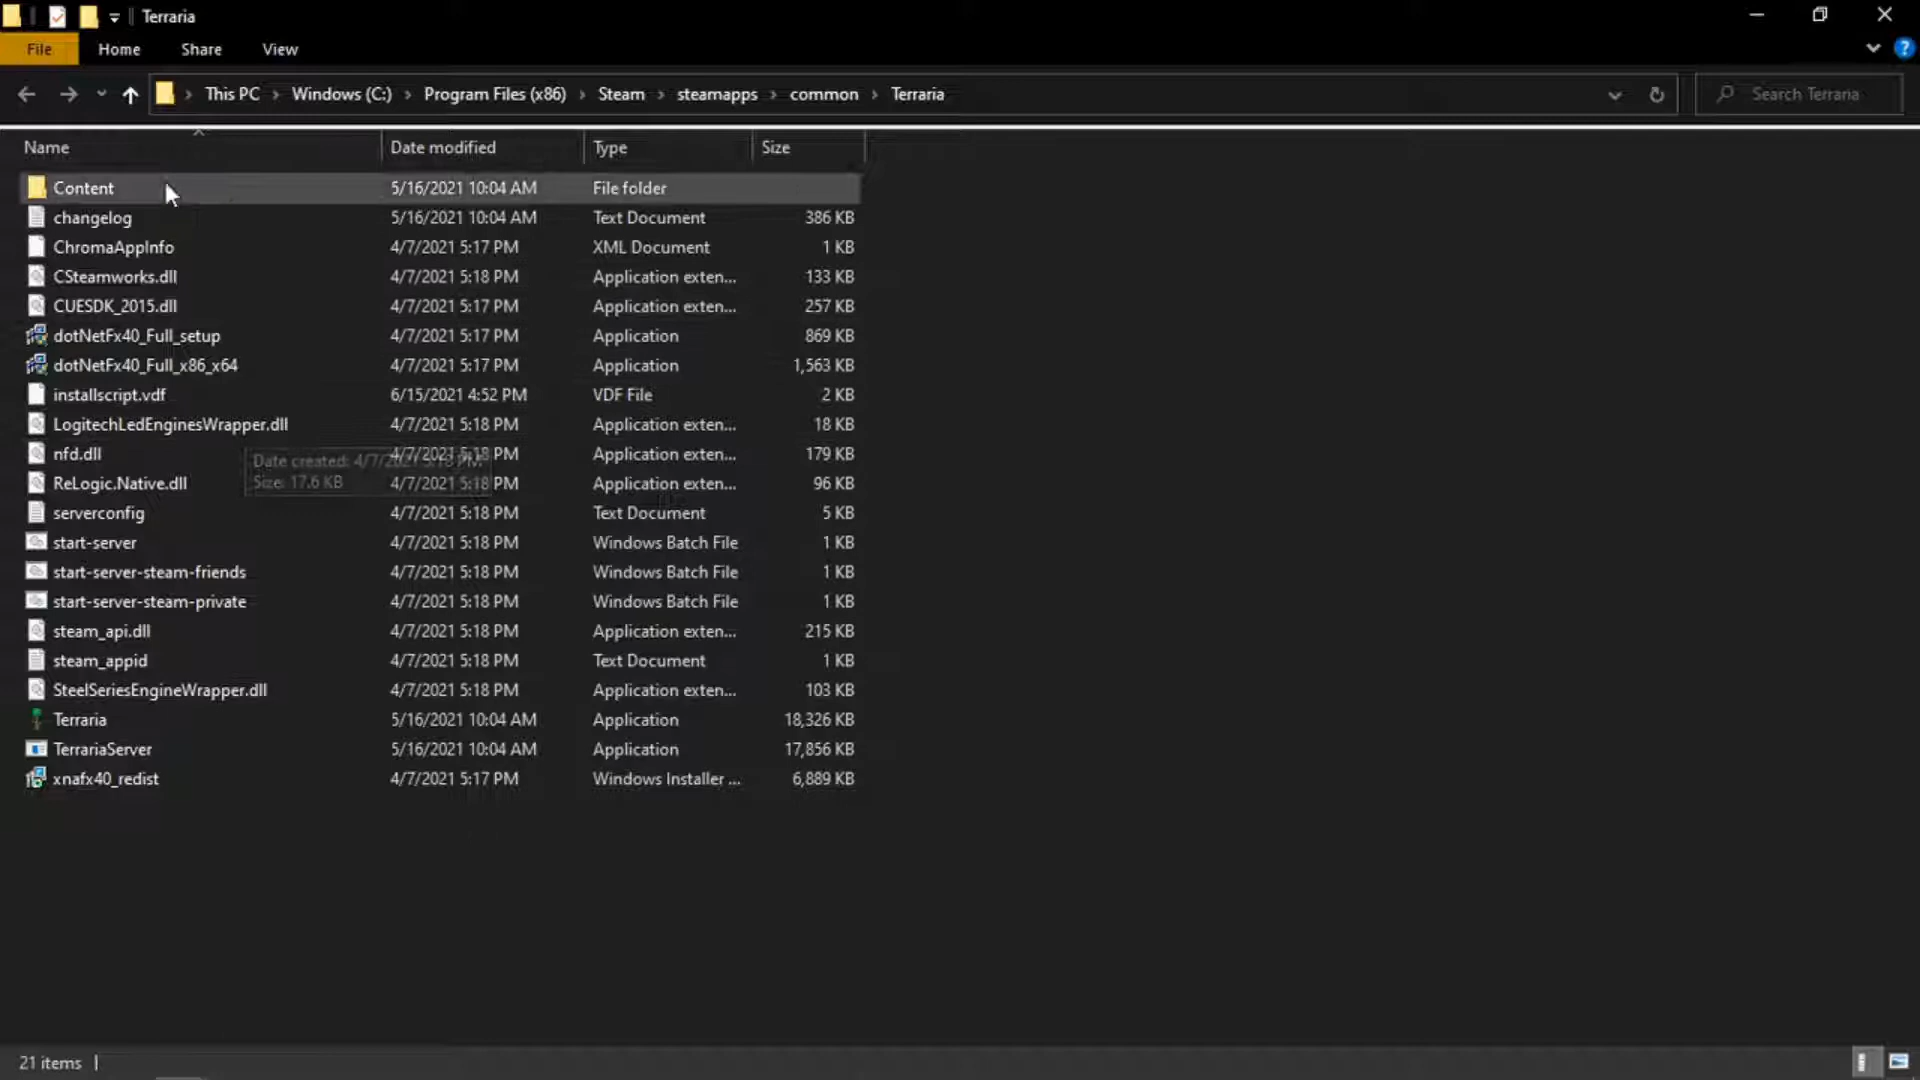 Terraria
File Home Share View
This PC Windows (C:) Program Files (x86) Steam steamapps common Terraria Search Terraria
Name Date modified Type Size
Content 5/16/2021 10:04 AM File folder
changelog 5/16/2021 10:04 AM Text Document 386 KB
ChromaAppInfo 4/7/2021 5:17 PM XML Document 1 KB
CSteamworks.dll 4/7/2021 5:18 PM Application exten... 133 KB
CUESDK_2015.dll 4/7/2021 5:17 PM Application exten... 257 KB
dotNetFx40_Full_setup 4/7/2021 5:17 PM Application 869 KB
dotNetFx40_Full_x86_x64 4/7/2021 5:17 PM Application 1,563 KB
installscript.vdf 6/15/2021 4:52 PM VDF File 2 KB
LogitechLedEnginesWrapper.dll 4/7/2021 5:18 PM Application exten... 18 KB
nfd.dll 4/7/2021 5:18 PM Application exten... 179 KB
Date created: 4/7/2021 5:18 PM
Size: 17.6 KB
ReLogic.Native.dll 4/7/2021 5:18 PM Application exten... 96 KB
serverconfig 4/7/2021 5:18 PM Text Document 5 KB
start-server 4/7/2021 5:18 PM Windows Batch File 1 KB
start-server-steam-friends 4/7/2021 5:18 PM Windows Batch File 1 KB
start-server-steam-private 4/7/2021 5:18 PM Windows Batch File 1 KB
steam_api.dll 4/7/2021 5:18 PM Application exten... 215 KB
steam_appid 4/7/2021 5:18 PM Text Document 1 KB
SteelSeriesEngineWrapper.dll 4/7/2021 5:18 PM Application exten... 103 KB
Terraria 5/16/2021 10:04 AM Application 18,326 KB
TerrariaServer 5/16/2021 10:04 AM Application 17,856 KB
xnafx40_redist 4/7/2021 5:17 PM Windows Installer ... 6,889 KB
21 items